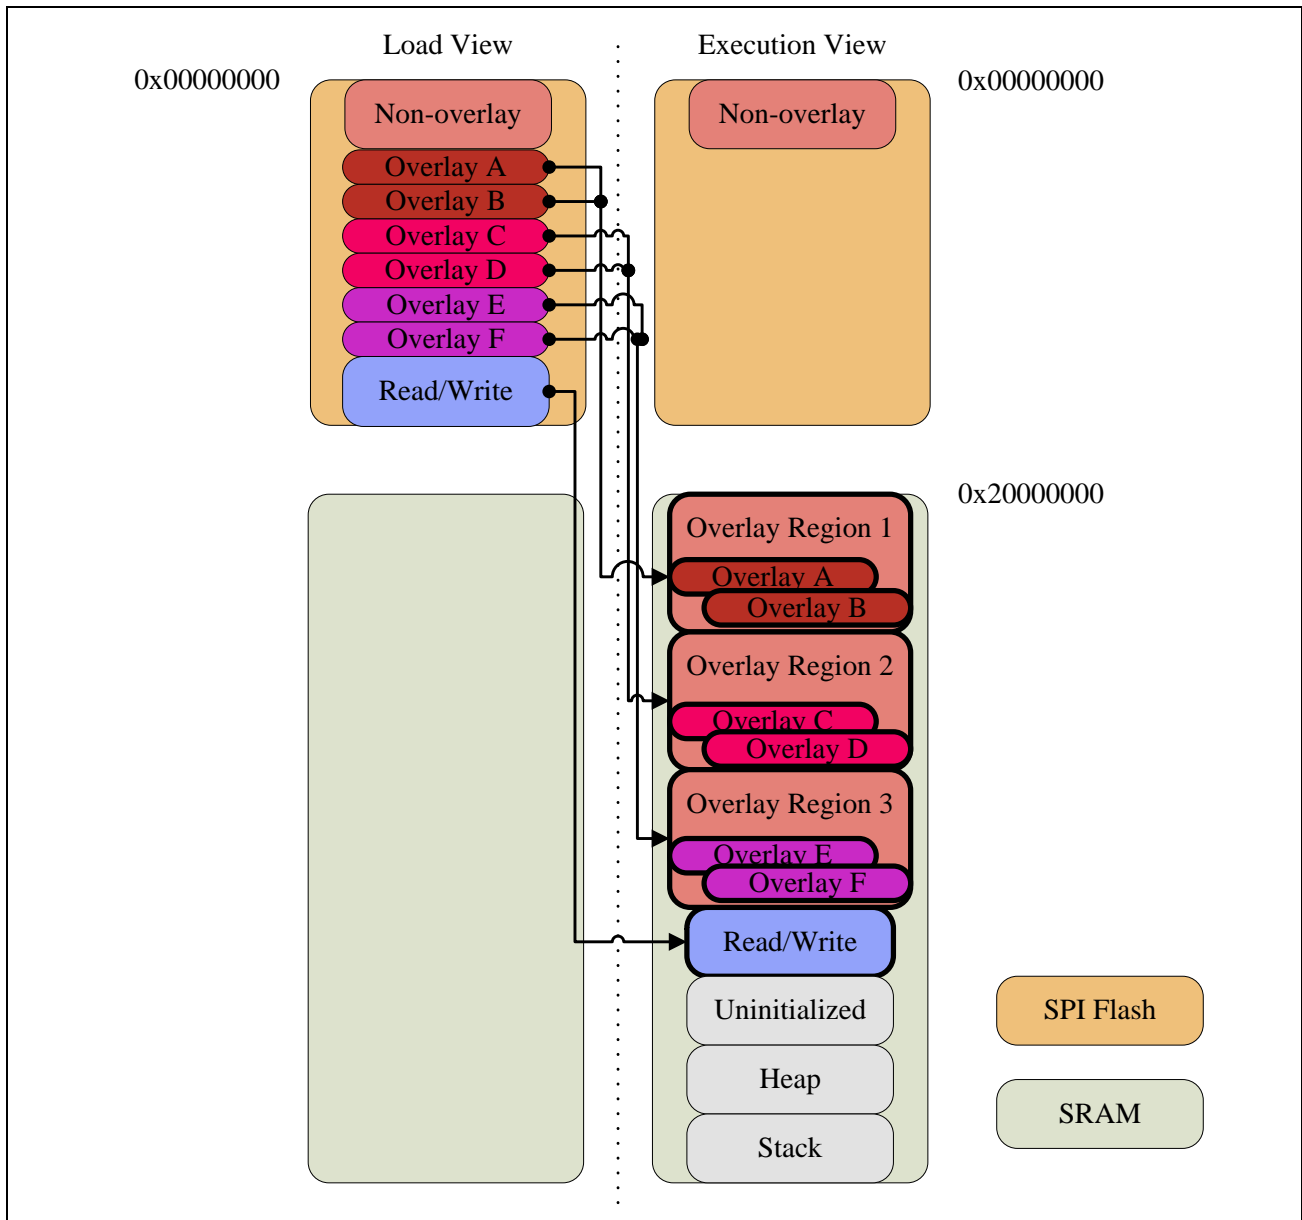 Load View
Execution View
0x00000000
0x00000000
Non-overlay
Non-overlay
Overlay A
Overlay B
Overlay C
Overlay D
Overlay E
Overlay F
Read/Write
0x20000000
Overlay Region 1
Overlay A
Overlay B
Overlay Region 2
Overlay C
Overlay D
Overlay Region 3
Overlay E
Overlay F
Read/Write
Uninitialized
SPI Flash
Heap
SRAM
Stack